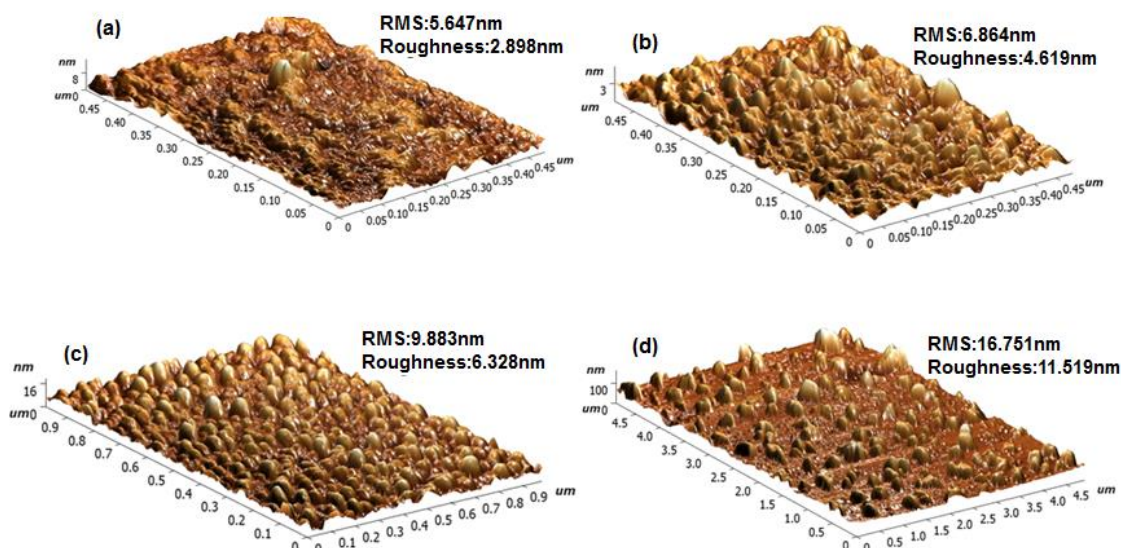 (a)
RMS:5.647nm
Roughness:2.898nm
nm
8
um 0
0.45
0.40
0.35
0.30
0.25
0.20
0.15
0.10
0.05
0
0 0.05 0.10 0.15 0.20 0.25 0.30 0.35 0.40 0.45
um
(b)
RMS:6.864nm
Roughness:4.619nm
nm
3
um
0.45
0.40
0.35
0.30
0.25
0.20
0.15
0.10
0.05
0
0 0.05 0.10 0.15 0.20 0.25 0.30 0.35 0.40 0.45
um
(c)
RMS:9.883nm
Roughness:6.328nm
nm
16
um 0
0.9
0.8
0.7
0.6
0.5
0.4
0.3
0.2
0.1
0
0 0.1 0.2 0.3 0.4 0.5 0.6 0.7 0.8 0.9
um
(d)
RMS:16.751nm
Roughness:11.519nm
nm
100
um 0
4.5
4.0
3.5
3.0
2.5
2.0
1.5
1.0
0.5
0
0 0.5 1.0 1.5 2.0 2.5 3.0 3.5 4.0 4.5
um